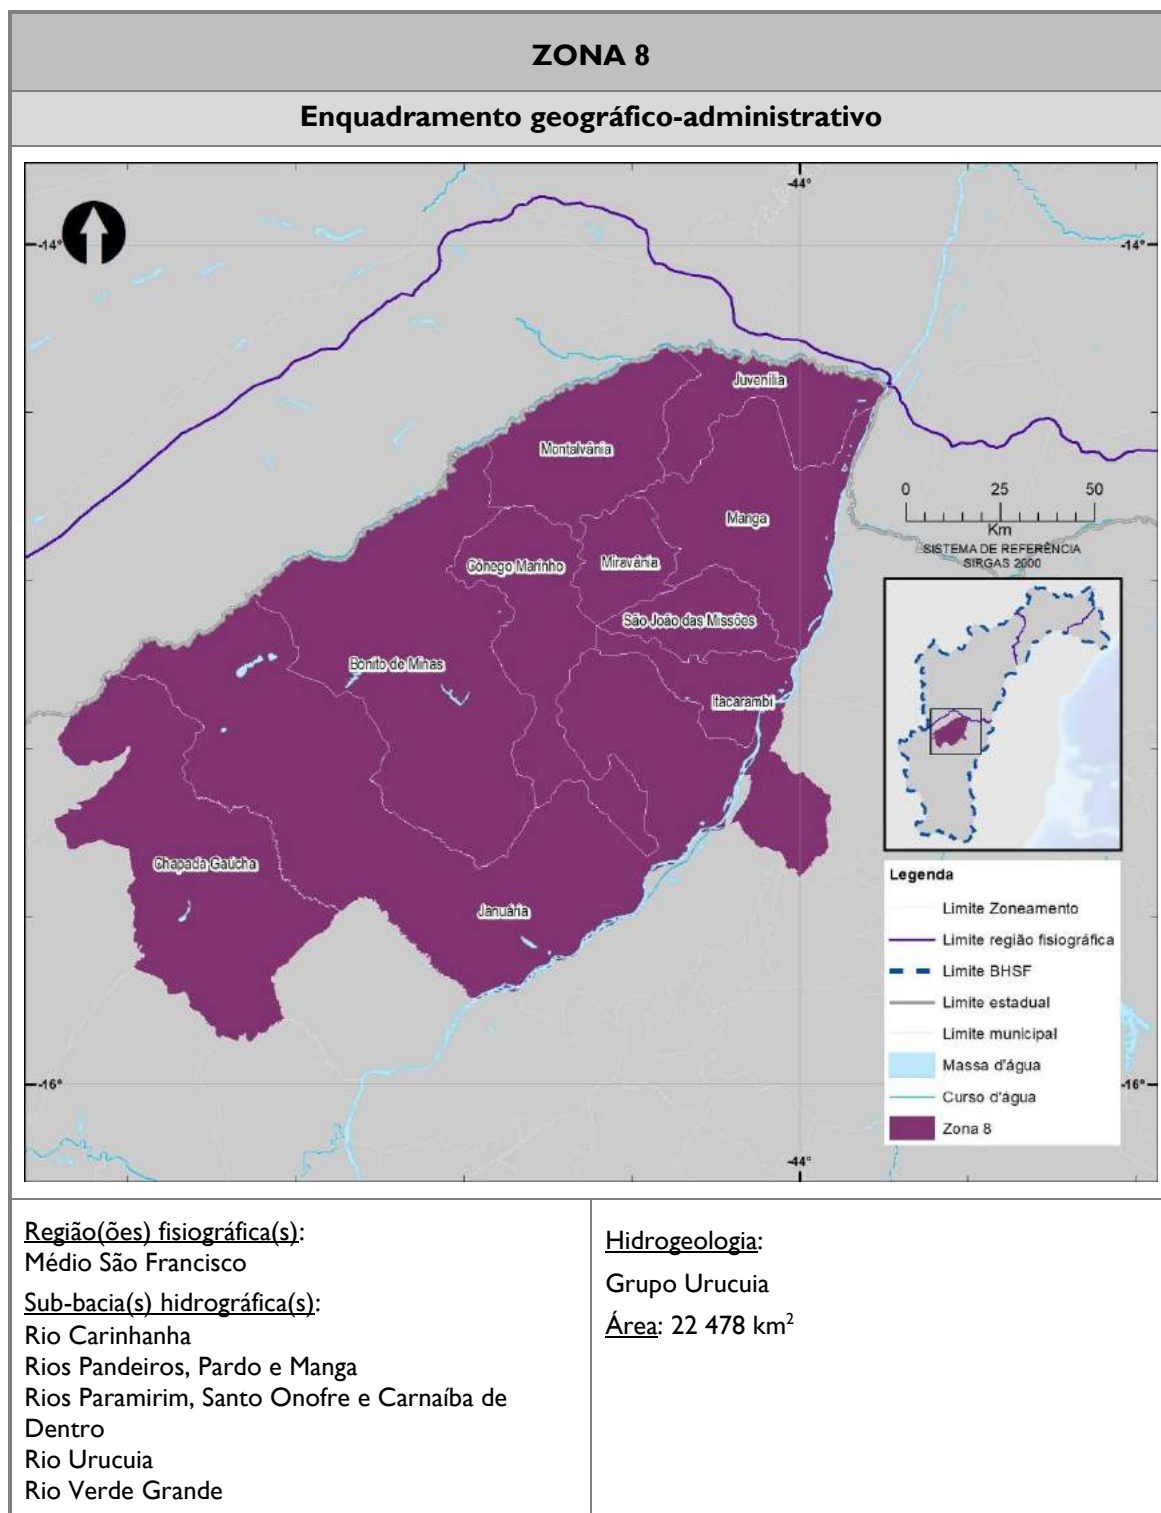 ZONA 8
Enquadramento geográfico-administrativo
-44°
-14°
-14°
Juvenília
Montalvânia
Manga
0 25 50
Km
SISTEMA DE REFERÊNCIA
SIRGAS 2000
Cônego Marinho
Miravânia
São João das Missões
Bonito de Minas
Itacarambi
Chapada Gaúcha
Januária
Legenda
Limite Zoneamento
Limite região fisiográfica
Limite BHSF
Limite estadual
Limite municipal
Massa d'água
Curso d'água
Zona 8
-16°
-16°
-44°
Região(ões) fisiográfica(s):
Médio São Francisco
Sub-bacia(s) hidrográfica(s):
Rio Carinhanha
Rios Pandeiros, Pardo e Manga
Rios Paramirim, Santo Onofre e Carnaíba de
Dentro
Rio Urucuia
Rio Verde Grande
Hidrogeologia:
Grupo Urucuia
Área: 22 478 km²